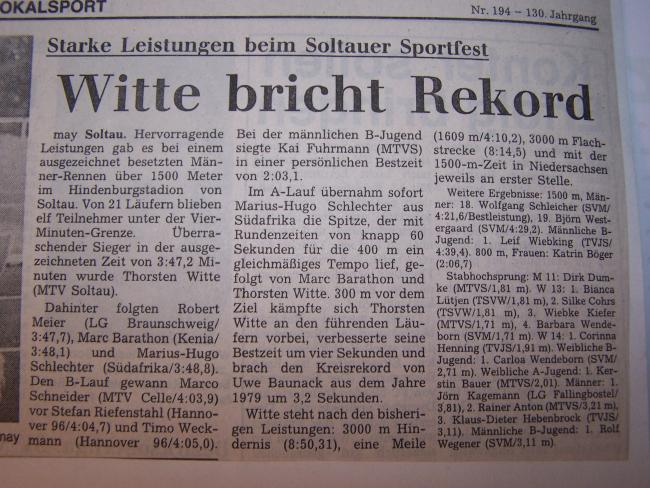 OKALSPORT
Nr. 194 – 130. Jahrgang
Starke Leistungen beim Soltauer Sportfest
Witte bricht Rekord
may Soltau. Hervorragende
Leistungen gab es bei einem
ausgezeichnet besetzten Män-
ner-Rennen über 1500 Meter
im Hindenburgstadion von
Soltau. Von 21 Läufern blieben
elf Teilnehmer unter der Vier-
Minuten-Grenze. Überra-
schender Sieger in der ausge-
zeichneten Zeit von 3:47,2 Mi-
nuten wurde Thorsten Witte
(MTV Soltau).
Dahinter folgten Robert
Meier (LG Braunschweig/
3:47,7), Marc Barathon (Kenia/
3:48,1) und Marius-Hugo
Schlechter (Südafrika/3:48,8).
Den B-Lauf gewann Marco
Schneider (MTV Celle/4:03,9)
vor Stefan Riefenstahl (Hanno-
ver 96/4:04,7) und Timo Weck-
mann (Hannover 96/4:05,0).
Bei der männlichen B-Jugend
siegte Kai Fuhrmann (MTVS)
in einer persönlichen Bestzeit
von 2:03,1.
Im A-Lauf übernahm sofort
Marius-Hugo Schlechter aus
Südafrika die Spitze, der mit
Rundenzeiten von knapp 60
Sekunden für die 400 m ein
gleichmäßiges Tempo lief, ge-
folgt von Marc Barathon und
Thorsten Witte. 300 m vor dem
Ziel kämpfte sich Thorsten
Witte an den führenden Läu-
fern vorbei, verbesserte seine
Bestzeit um vier Sekunden und
brach den Kreisrekord von
Uwe Baunack aus dem Jahre
1979 um 3,2 Sekunden.
Witte steht nach den bisheri-
gen Leistungen: 3000 m Hin-
dernis (8:50,31), eine Meile
(1609 m/4:10,2), 3000 m Flach-
strecke (8:14,5) und mit der
1500-m-Zeit in Niedersachsen
jeweils an erster Stelle.
Weitere Ergebnisse: 1500 m, Män-
ner: 18. Wolfgang Schleicher (SVM/
4:21,6/Bestleistung), 19. Björn West-
ergaard (SVM/4:29,2). Männliche B-
Jugend: 1. Leif Wiebking (TVJS/
4:39,4). 800 m, Frauen: Katrin Böger
(2:06,7)
Stabhochsprung: M 11: Dirk Dum-
ke (MTVS/1,81 m). W 13: 1. Bianca
Lütjen (TSVW/1,81 m), 2. Silke Cohrs
(TSVW/1,81 m), 3. Wiebke Kiefer
(MTVS/1,71 m), 4. Barbara Wende-
born (SVM/1,71 m). W 14: 1. Corinna
Henning (TVJS/1,91 m). Weibliche B-
Jugend: 1. Carloa Wendeborn (SVM/
2,71 m). Weibliche A-Jugend: 1. Ker-
stin Bauer (MTVS/2,01). Männer: 1.
Jörn Kagemann (LG Fallingbostel/
3,81), 2. Rainer Anton (MTVS/3,21 m),
3. Klaus-Dieter Hebenbrock (TVJS/
3,11). Männliche B-Jugend: 1. Rolf
Wegener (SVM/3,11 m).
may